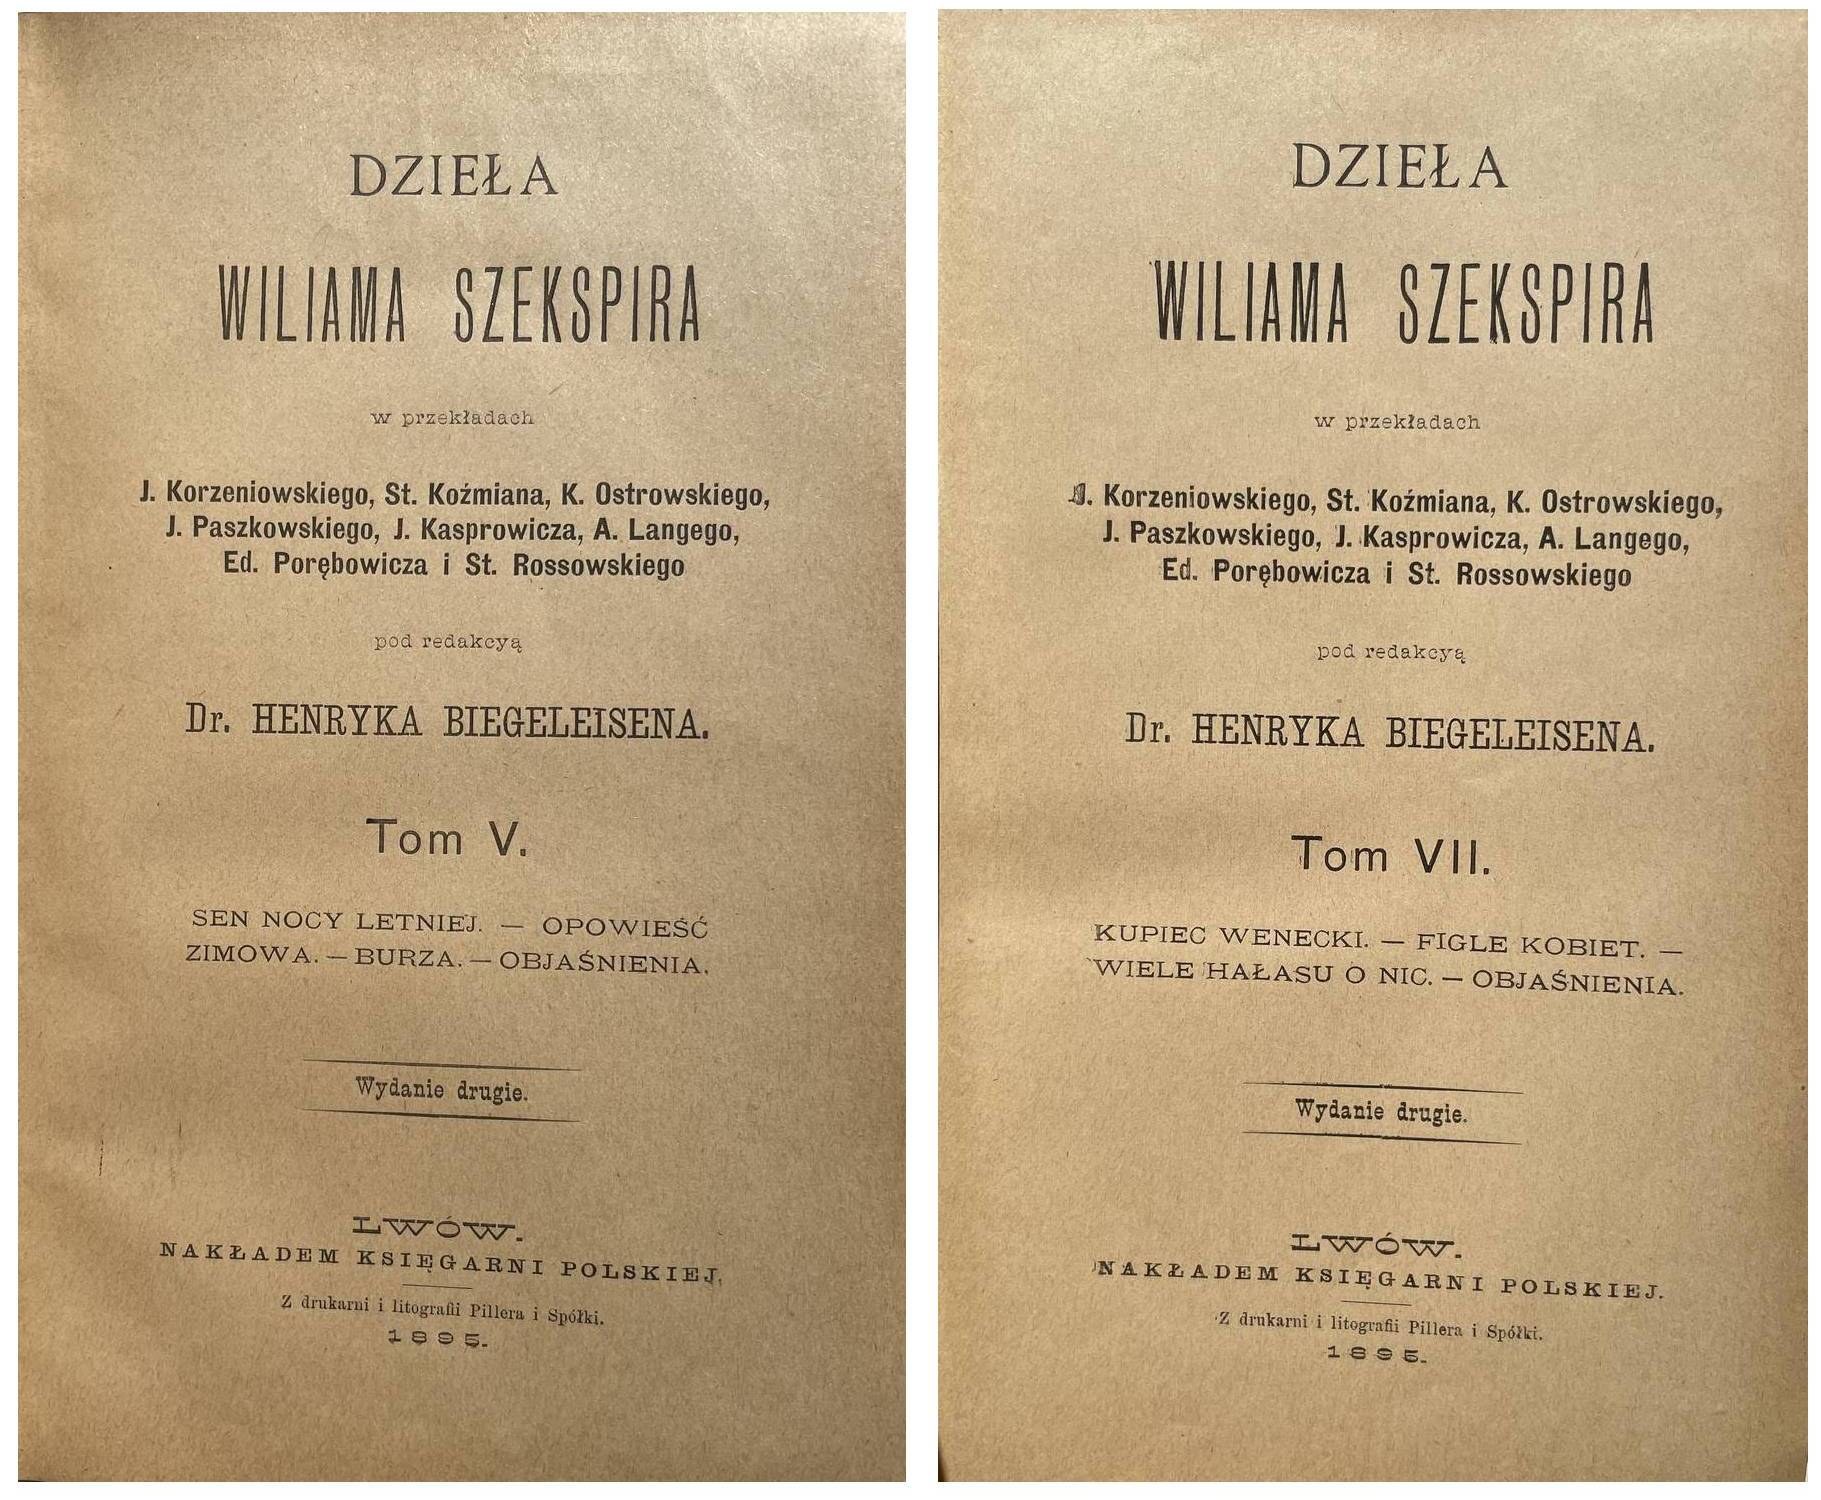 DZIEŁA
WILIAMA SZEKSPIRA
w przekładach
J. Korzeniowskiego, St. Koźmiana, K. Ostrowskiego,
J. Paszkowskiego, J. Kasprowicza, A. Langego,
Ed. Porębowicza i St. Rossowskiego
pod redakcyą
Dr. HENRYKA BIEGELEISENA.
Tom V.
SEN NOCY LETNIEJ. — OPOWIEŚĆ
ZIMOWA. — BURZA. — OBJAŚNIENIA.
Wydanie drugie.
LWÓW.
NAKŁADEM KSIĘGARNI POLSKIEJ.
Z drukarni i litografii Pillera i Spółki.
1895.
DZIEŁA
WILIAMA SZEKSPIRA
w przekładach
J. Korzeniowskiego, St. Koźmiana, K. Ostrowskiego,
J. Paszkowskiego, J. Kasprowicza, A. Langego,
Ed. Porębowicza i St. Rossowskiego
pod redakcyą
Dr. HENRYKA BIEGELEISENA.
Tom VII.
KUPIEC WENECKI. — FIGLE KOBIET. —
WIELE HAŁASU O NIC. — OBJAŚNIENIA.
Wydanie drugie.
LWÓW.
NAKŁADEM KSIĘGARNI POLSKIEJ.
Z drukarni i litografii Pillera i Spółki.
1895.